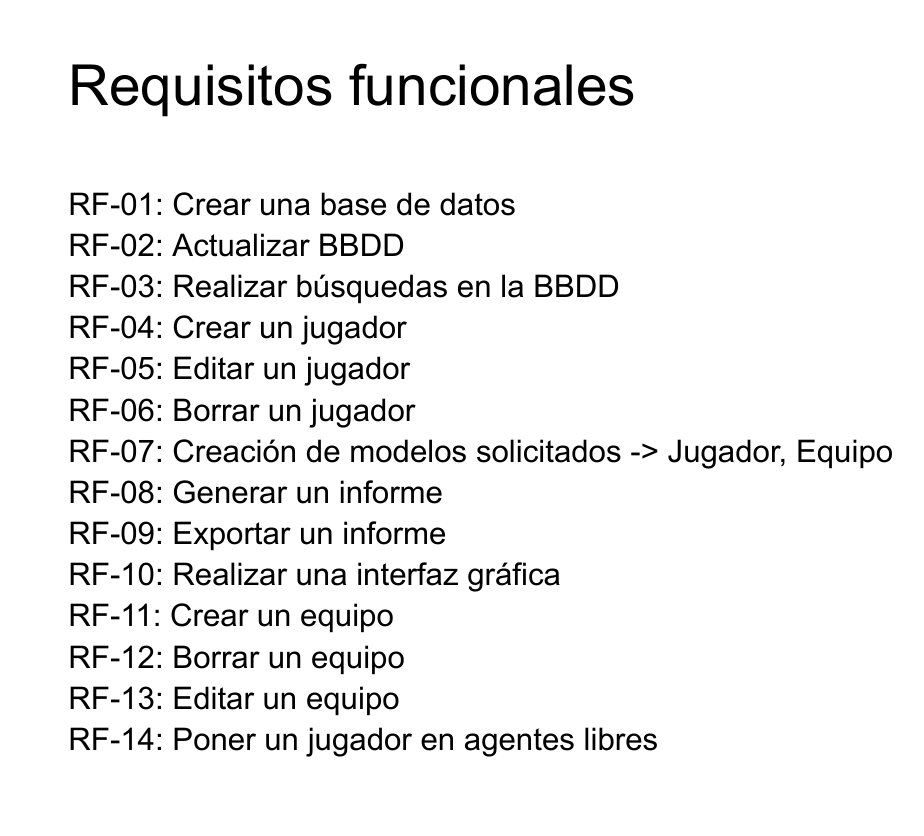 Requisitos funcionales
RF-01: Crear una base de datos
RF-02: Actualizar BBDD
RF-03: Realizar búsquedas en la BBDD
RF-04: Crear un jugador
RF-05: Editar un jugador
RF-06: Borrar un jugador
RF-07: Creación de modelos solicitados -> Jugador, Equipo
RF-08: Generar un informe
RF-09: Exportar un informe
RF-10: Realizar una interfaz gráfica
RF-11: Crear un equipo
RF-12: Borrar un equipo
RF-13: Editar un equipo
RF-14: Poner un jugador en agentes libres